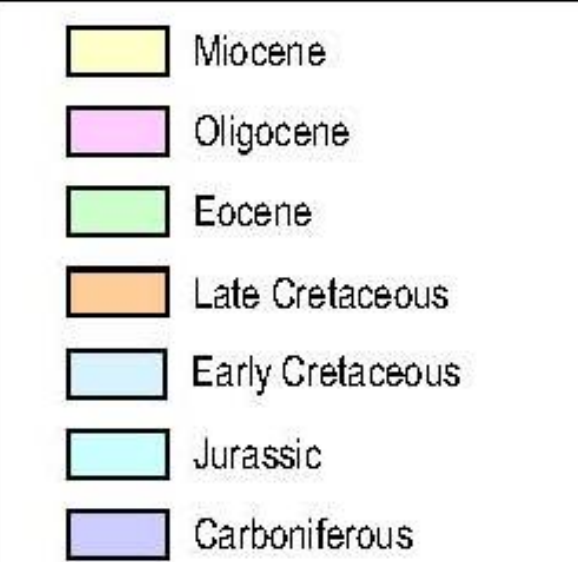 Miocene
Oligocene
Eocene
Late Cretaceous
Early Cretaceous
Jurassic
Carboniferous